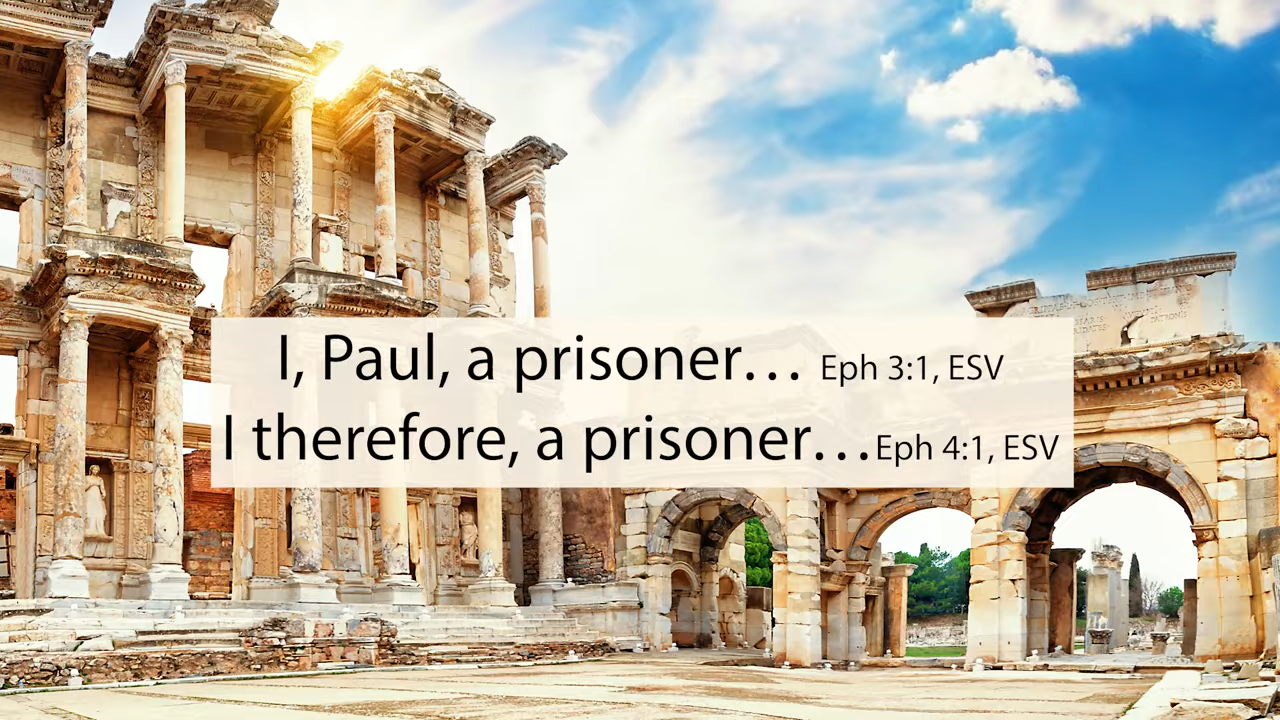 I, Paul, a prisoner… Eph 3:1, ESV
I therefore, a prisoner…Eph 4:1, ESV